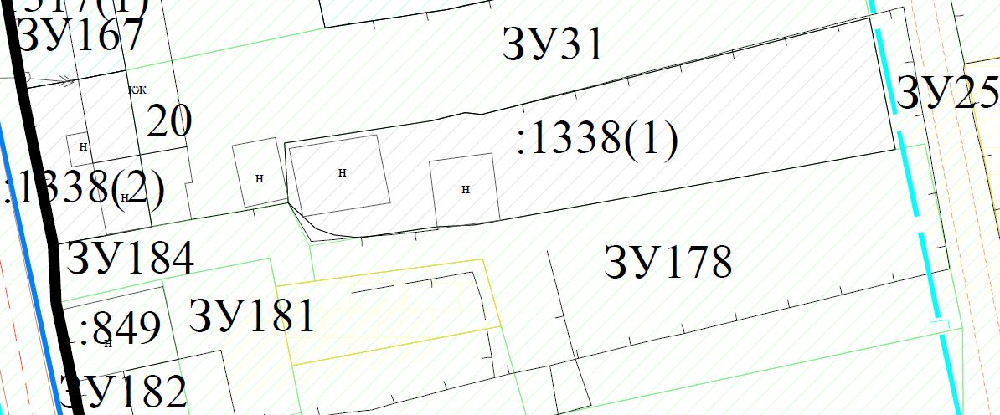 ЗУ167
ЗУ31
ЗУ25
кж
20
:1338(1)
н
н
н
н
:1338(2)
н
ЗУ184
ЗУ178
ЗУ181
:849
н
ЗУ182